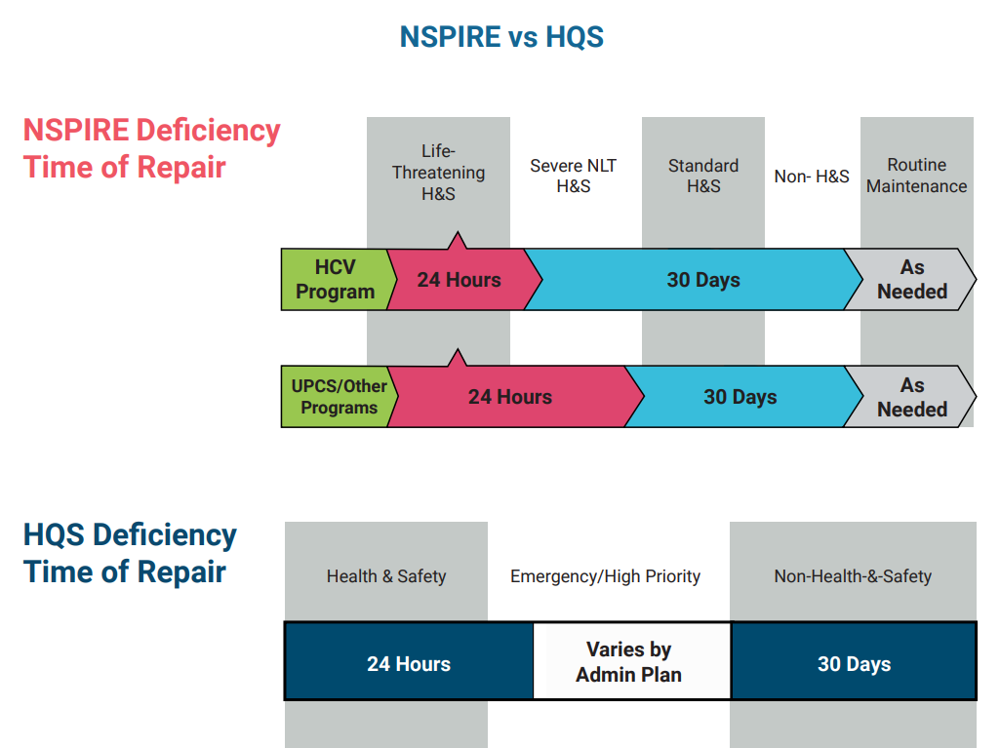 NSPIRE vs HQS
NSPIRE Deficiency
Time of Repair
Life-
Threatening
H&S
Severe NLT
H&S
Standard
H&S
Non- H&S
Routine
Maintenance
HCV
Program
24 Hours
30 Days
As
Needed
UPCS/Other
Programs
24 Hours
30 Days
As
Needed
HQS Deficiency
Time of Repair
Health & Safety
Emergency/High Priority
Non-Health-&-Safety
24 Hours
Varies by
Admin Plan
30 Days